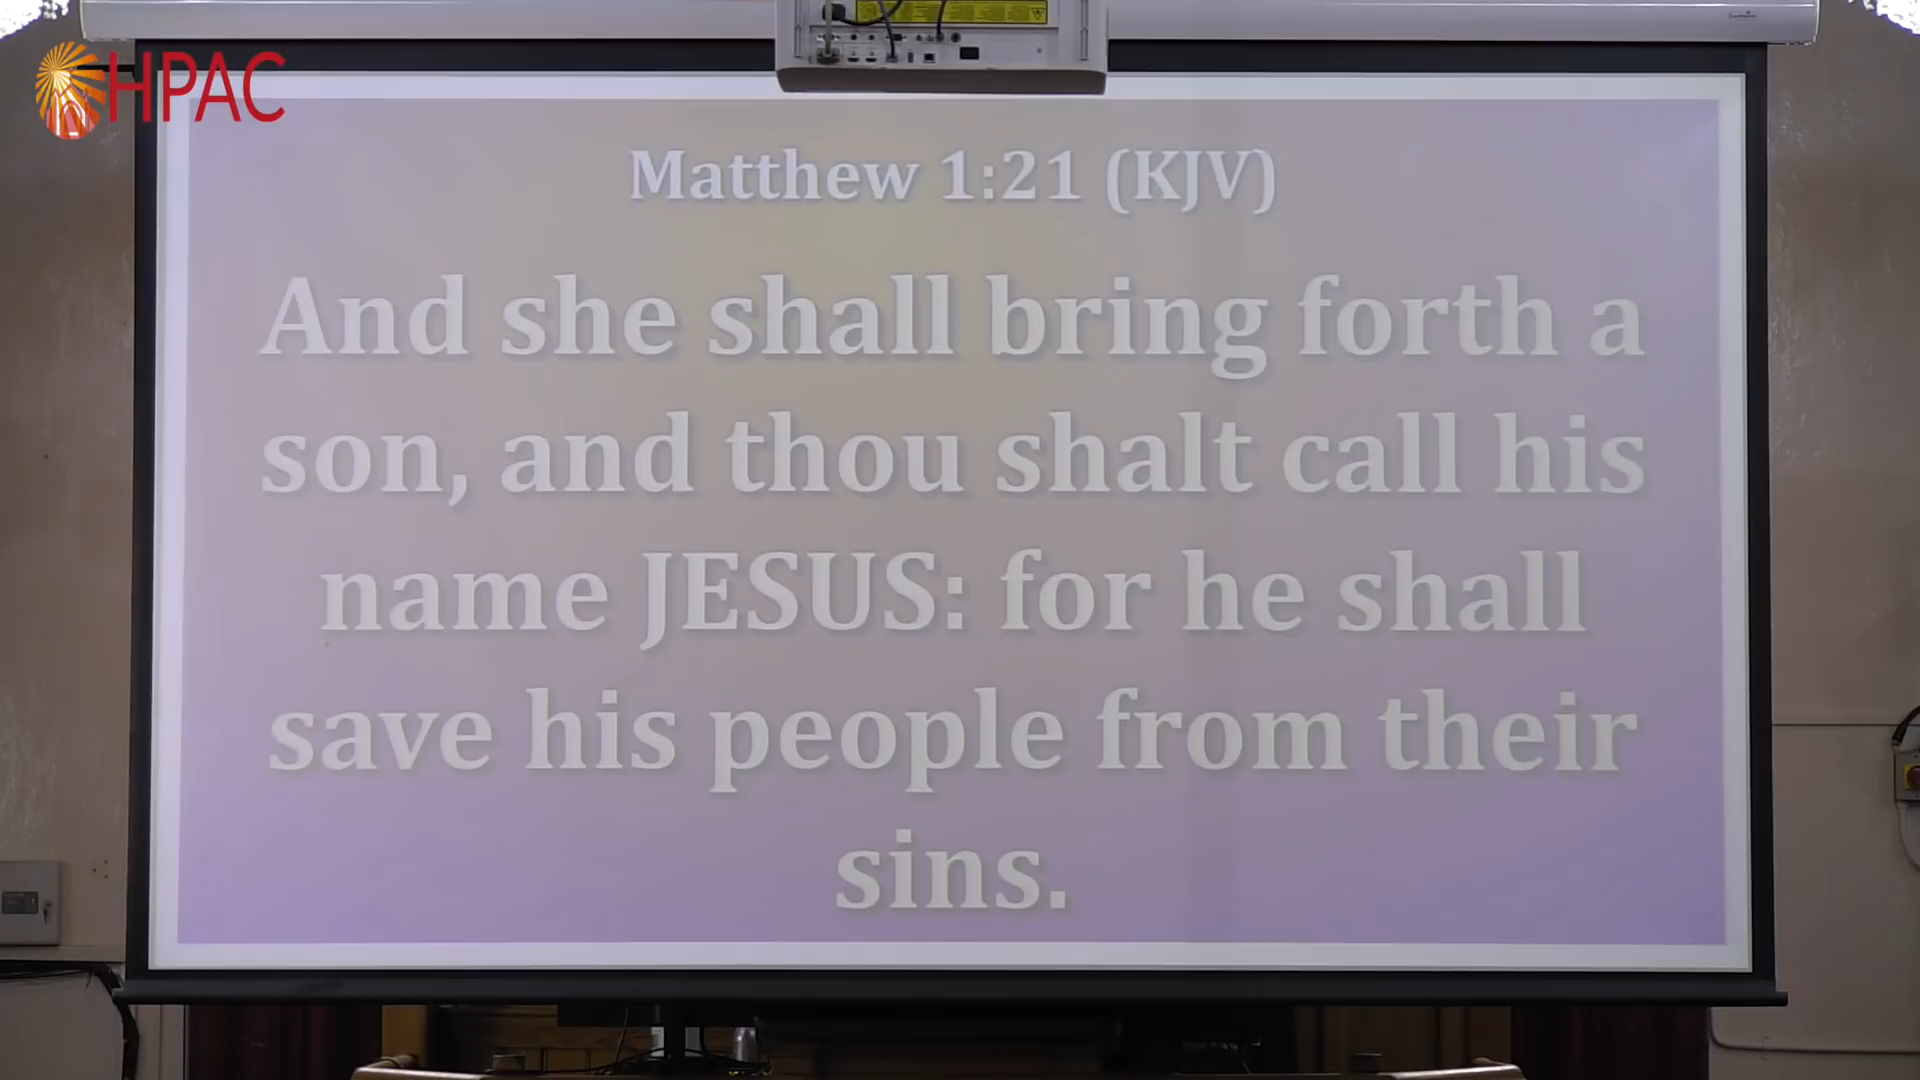 HPAC
Matthew 1:21 (KJV)
And she shall bring forth a
son, and thou shalt call his
name JESUS: for he shall
save his people from their
sins.